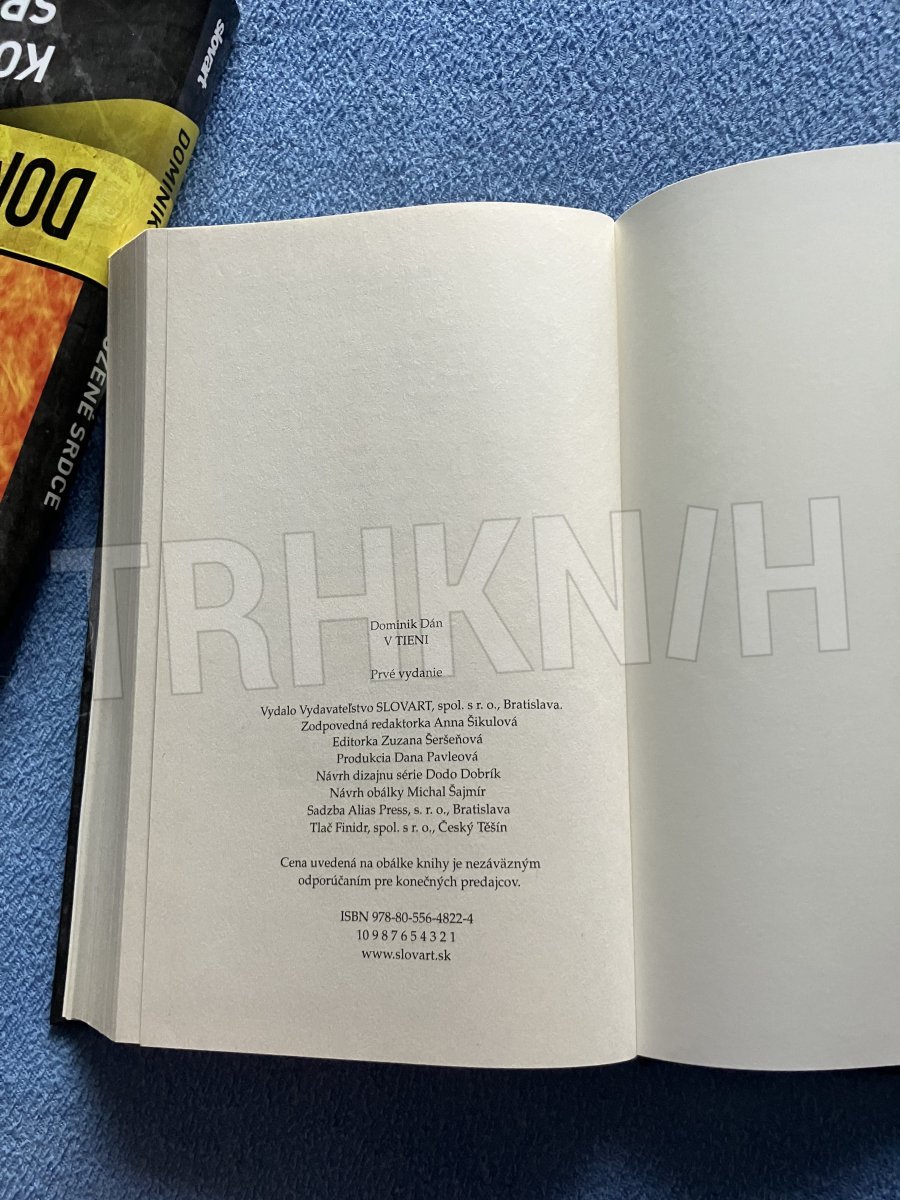 slovart
DOMINIK
SRDCE
TRHKNIH
Dominik Dán
V TIENI
Prvé vydanie
Vydalo Vydavateľstvo SLOVART, spol. s r. o., Bratislava.
Zodpovedná redaktorka Anna Šikulová
Editorka Zuzana Šeršeňová
Produkcia Dana Pavleová
Návrh dizajnu série Dodo Dobrík
Návrh obálky Michal Šajmír
Sadzba Alias Press, s. r. o., Bratislava
Tlač Finidr, spol. s r. o., Český Těšín
Cena uvedená na obálke knihy je nezáväzným
odporúčaním pre konečných predajcov.
ISBN 978-80-556-4822-4
10 9 8 7 6 5 4 3 2 1
www.slovart.sk